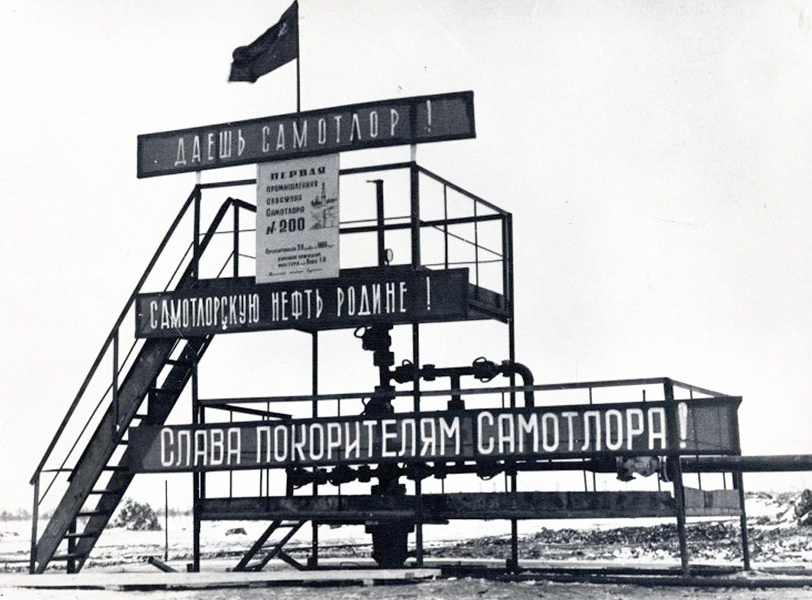 ДАЕШЬ САМОТЛОР !
ПЕРВАЯ
ПРОМЫШЛЕННАЯ
СКВАЖИНА
САМОТЛОРА
№ 200
САМОТЛОРСКУЮ НЕФТЬ РОДИНЕ !
СЛАВА ПОКОРИТЕЛЯМ САМОТЛОРА !